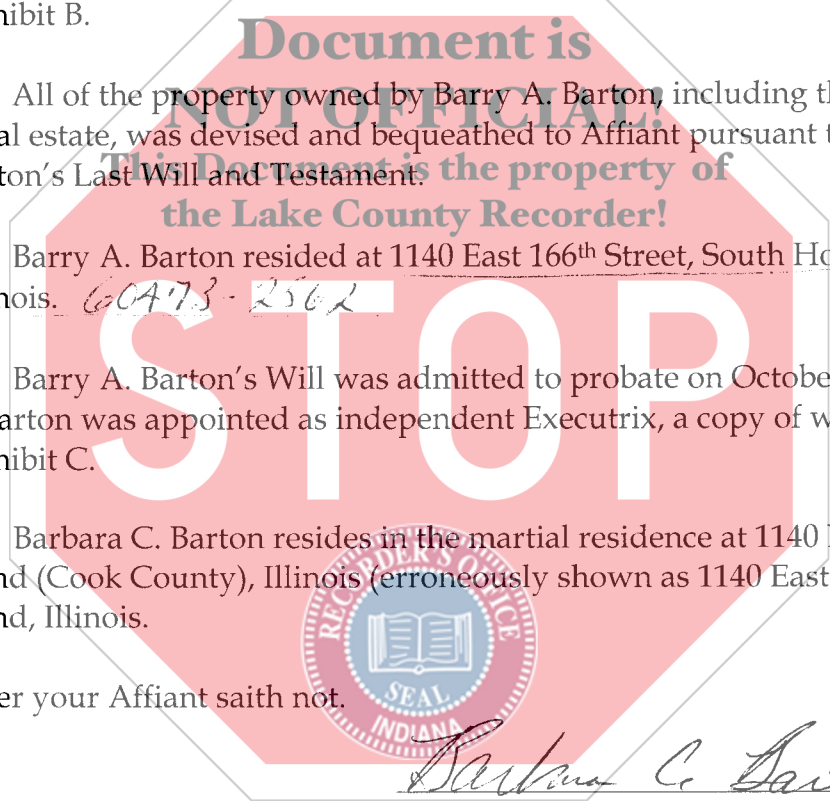 hibit B.
Document is
All of the property owned by Barry A. Barton, including th
NOT OFFICIAL!
al estate, was devised and bequeathed to Affiant pursuant t
This Document is the property of
ton's Last Will and Testament.
the Lake County Recorder!
Barry A. Barton resided at 1140 East 166th Street, South Ho
nois. 60473-2562
STOP
Barry A. Barton's Will was admitted to probate on Octobe
arton was appointed as independent Executrix, a copy of w
hibit C.
Barbara C. Barton resides in the martial residence at 1140
nd (Cook County), Illinois (erroneously shown as 1140 East
nd, Illinois.
RECORDER'S OFFICE
SEAL
INDIANA
er your Affiant saith not.
Barbara C. Bar